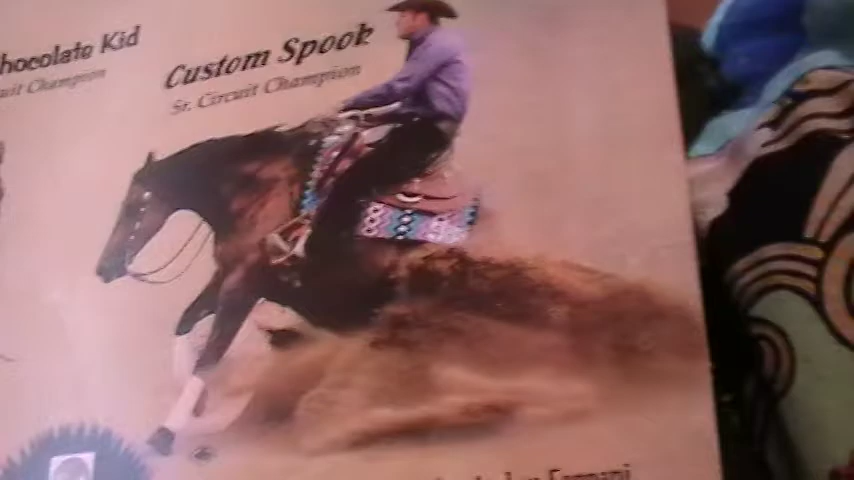 hocolate Kid
uit Champion
Custom Spook
Sr. Circuit Champion